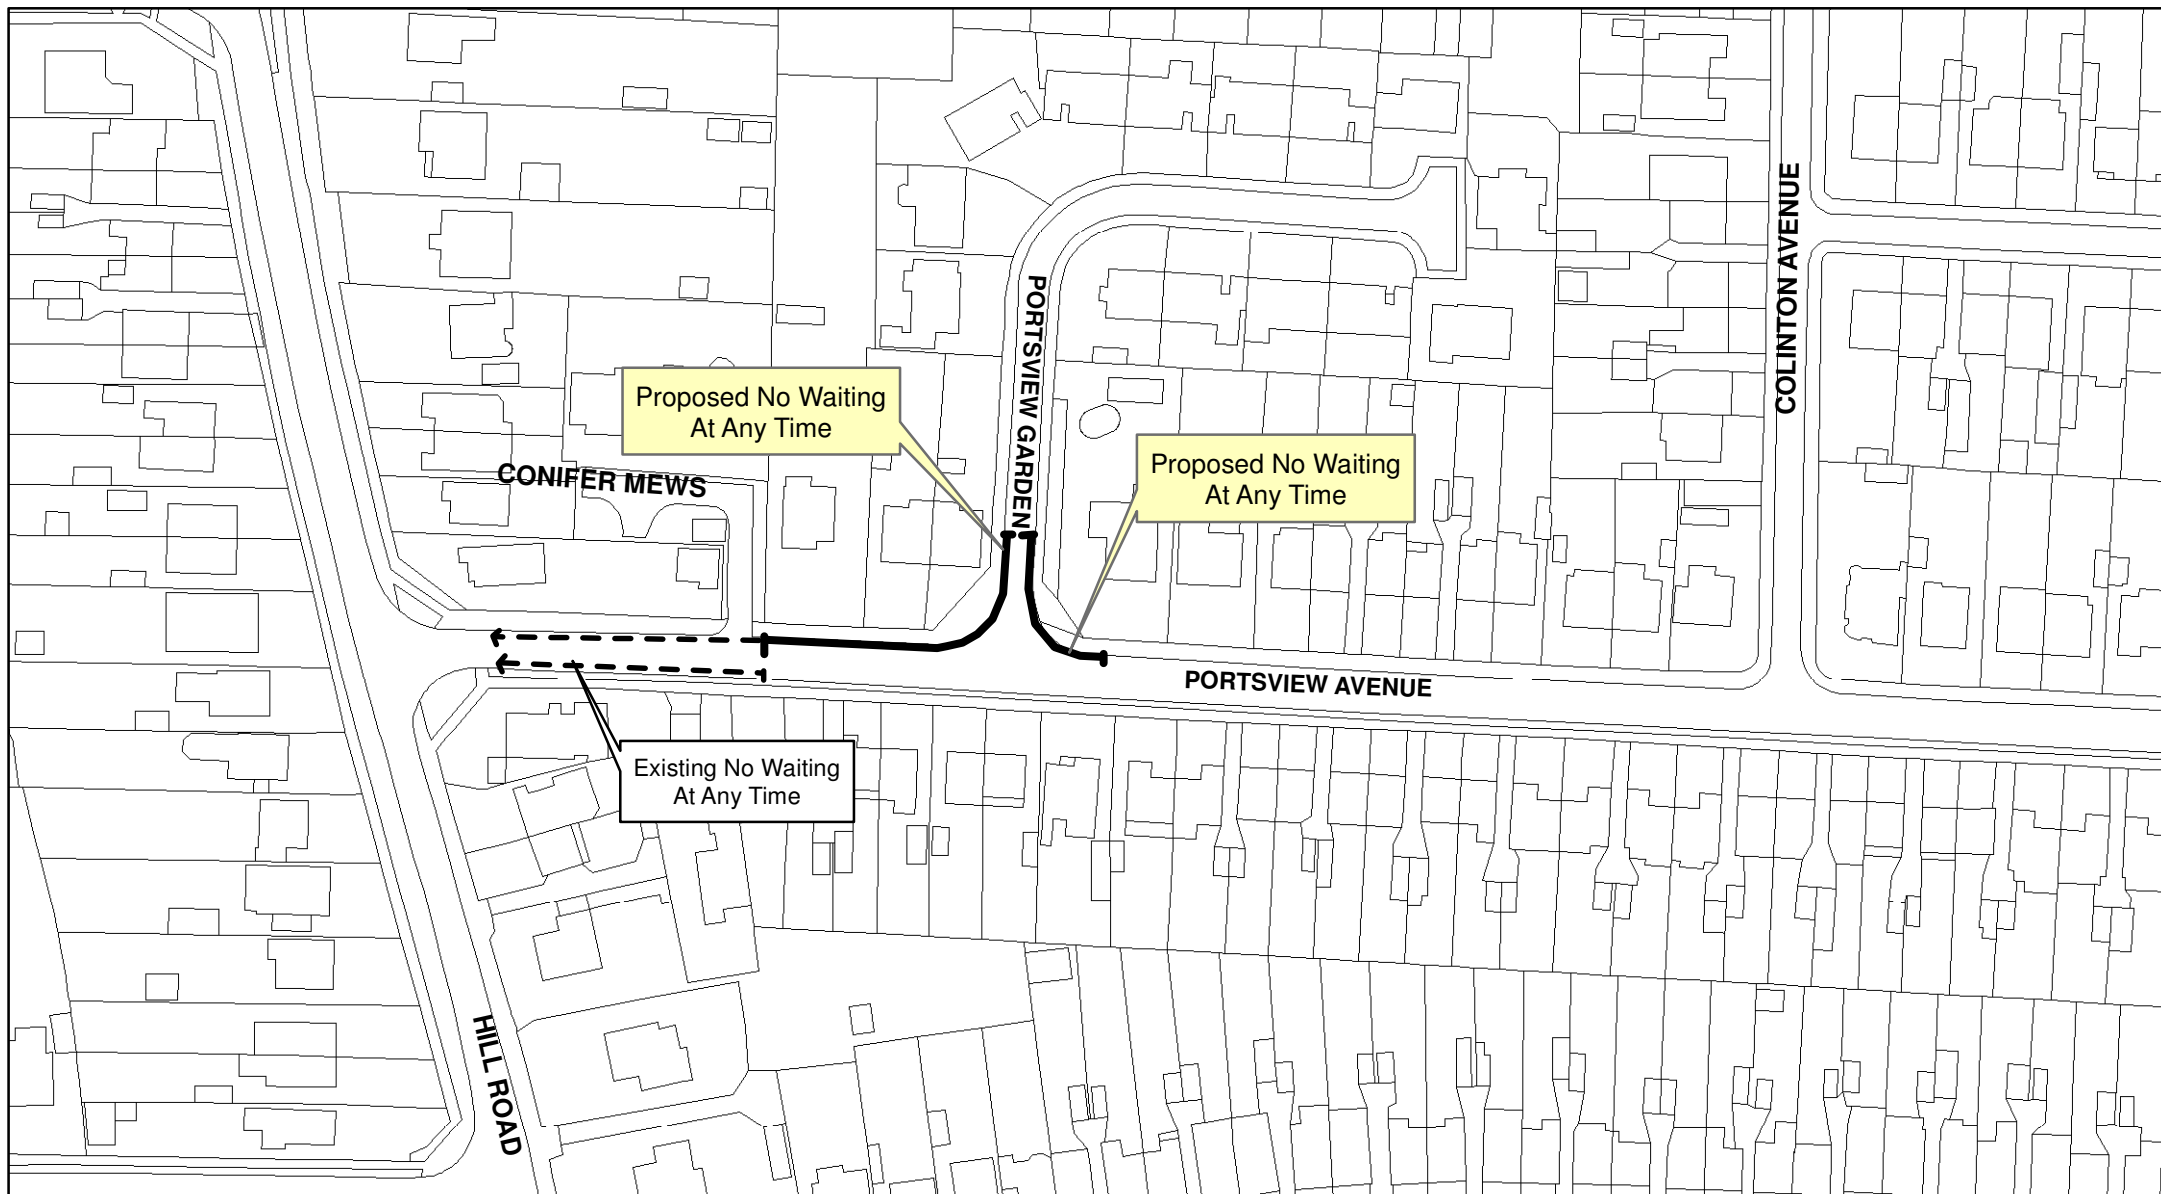 COLINTON AVENUE
PORTSVIEW GARDEN
Proposed No Waiting
At Any Time
Proposed No Waiting
At Any Time
CONIFER MEWS
PORTSVIEW AVENUE
Existing No Waiting
At Any Time
HILL ROAD